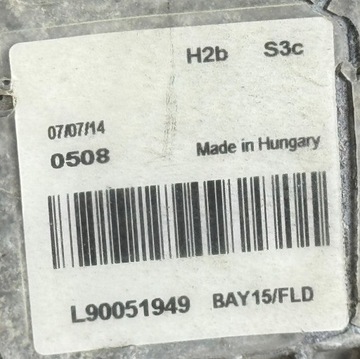 H2b S3c
07/07/14
0508 Made in Hungary
L90051949 BAY15/FLD